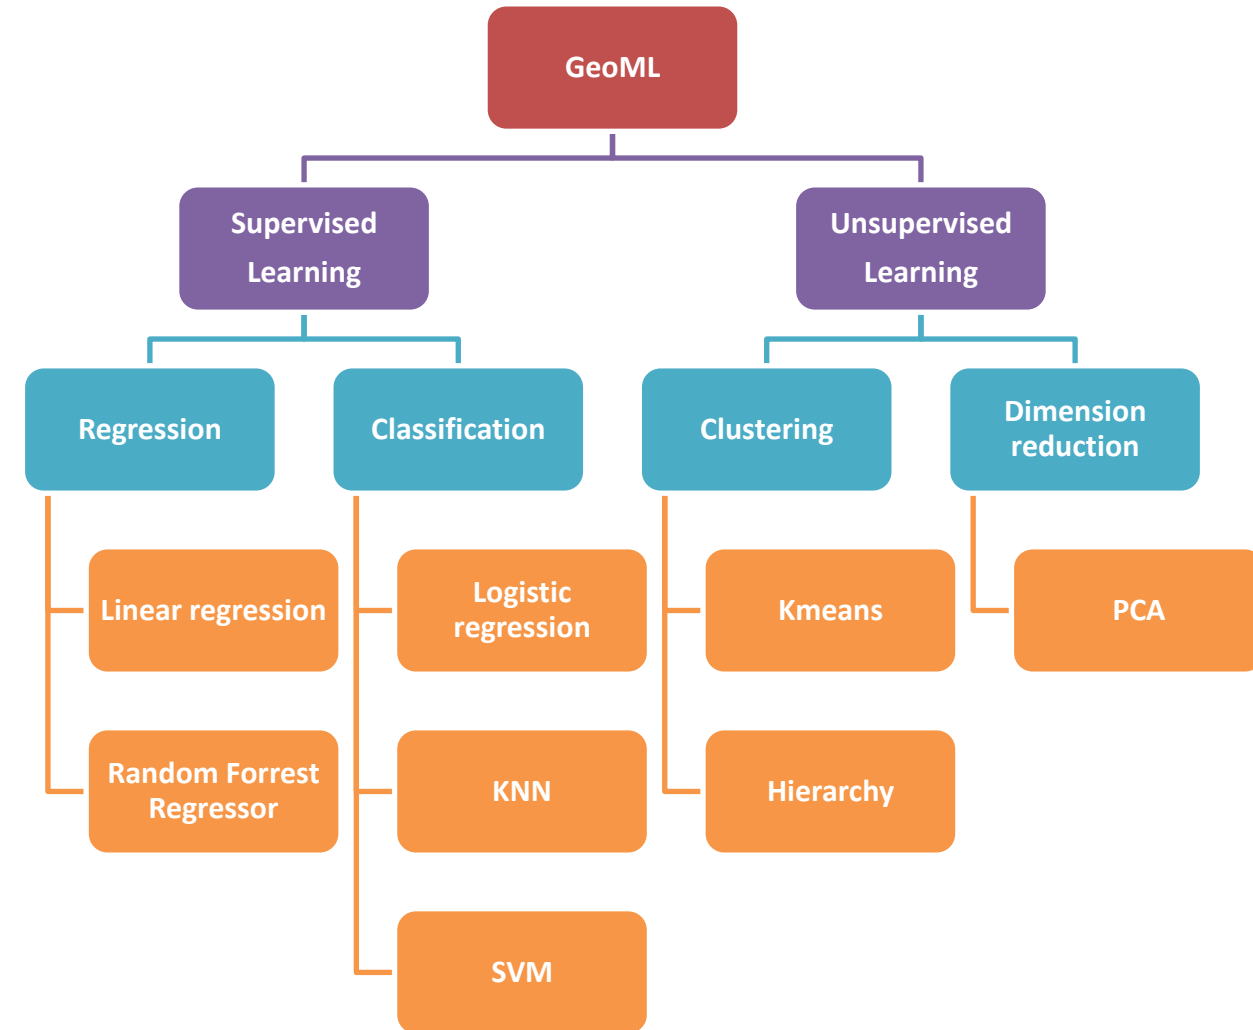 GeoML
Supervised
Learning
Unsupervised
Learning
Regression
Classification
Clustering
Dimension
reduction
Linear regression
Logistic
regression
Kmeans
PCA
Random Forrest
Regressor
KNN
Hierarchy
SVM